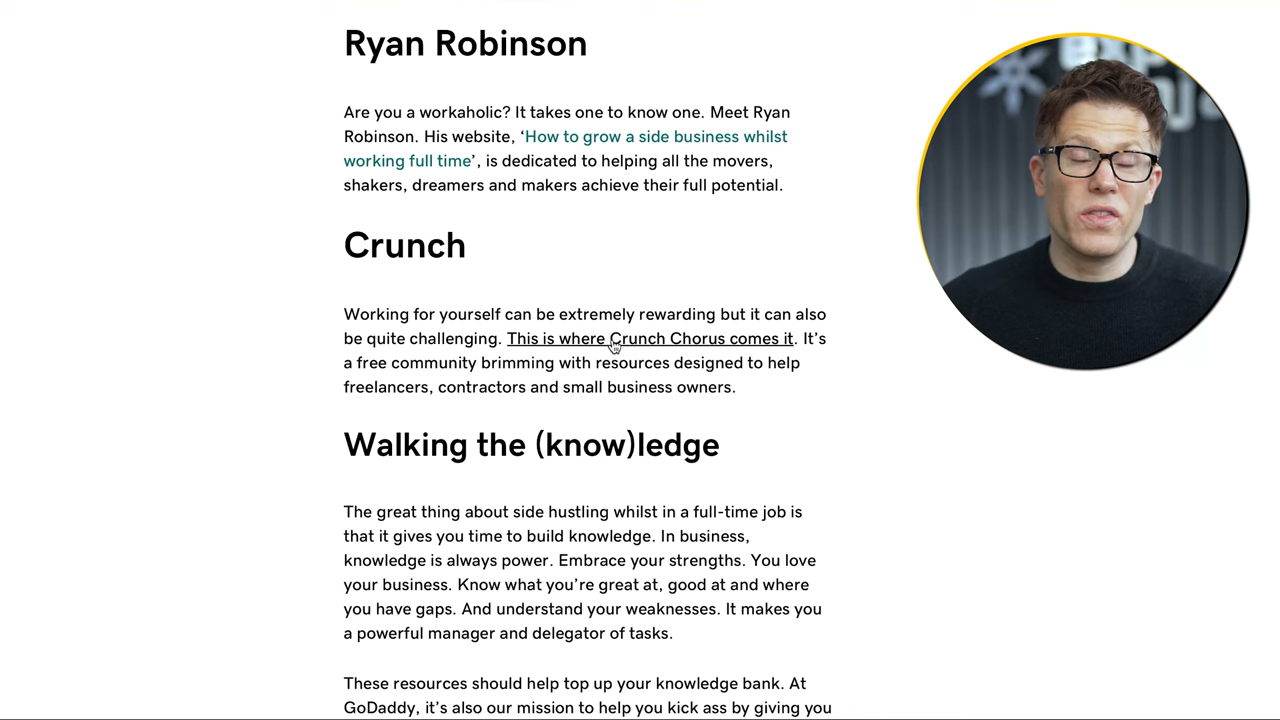 Ryan Robinson
Are you a workaholic? It takes one to know one. Meet Ryan
Robinson. His website, ‘How to grow a side business whilst
working full time’, is dedicated to helping all the movers,
shakers, dreamers and makers achieve their full potential.
Crunch
Working for yourself can be extremely rewarding but it can also
be quite challenging. This is where Crunch Chorus comes it. It’s
a free community brimming with resources designed to help
freelancers, contractors and small business owners.
Walking the (know)ledge
The great thing about side hustling whilst in a full-time job is
that it gives you time to build knowledge. In business,
knowledge is always power. Embrace your strengths. You love
your business. Know what you’re great at, good at and where
you have gaps. And understand your weaknesses. It makes you
a powerful manager and delegator of tasks.
These resources should help top up your knowledge bank. At
GoDaddy, it’s also our mission to help you kick ass by giving you